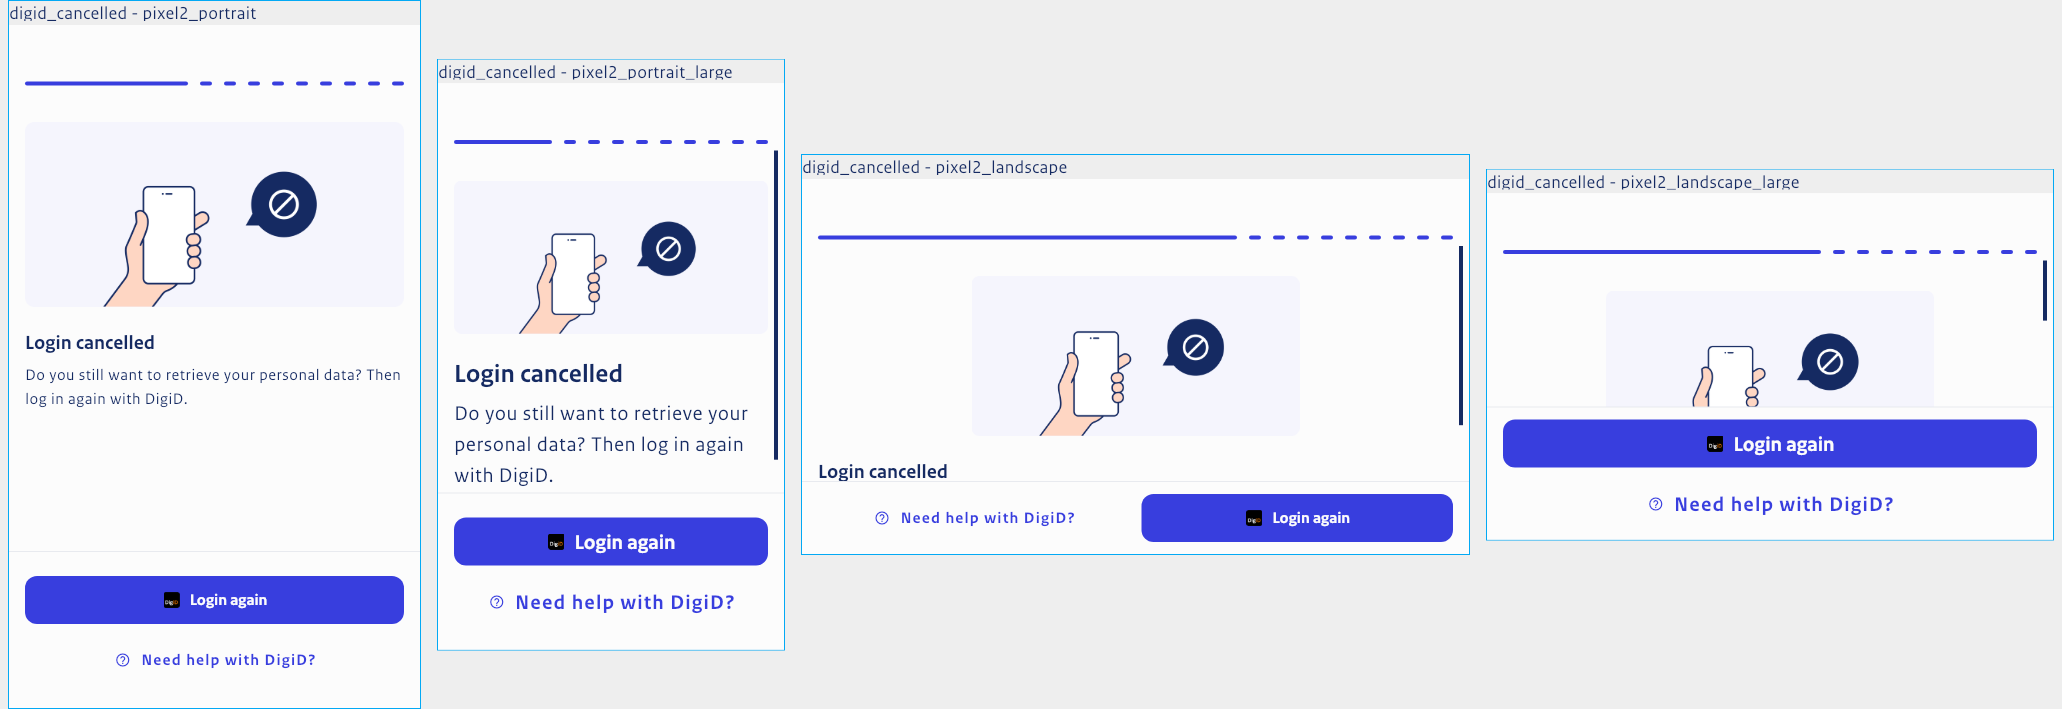 digid_cancelled - pixel2_portrait
Login cancelled
Do you still want to retrieve your personal data? Then
log in again with DigiD.
Login again
Need help with DigiD?
digid_cancelled - pixel2_portrait_large
Login cancelled
Do you still want to retrieve your
personal data? Then log in again
with DigiD.
Login again
Need help with DigiD?
digid_cancelled - pixel2_landscape
Login cancelled
Need help with DigiD?
Login again
digid_cancelled - pixel2_landscape_large
Login again
Need help with DigiD?